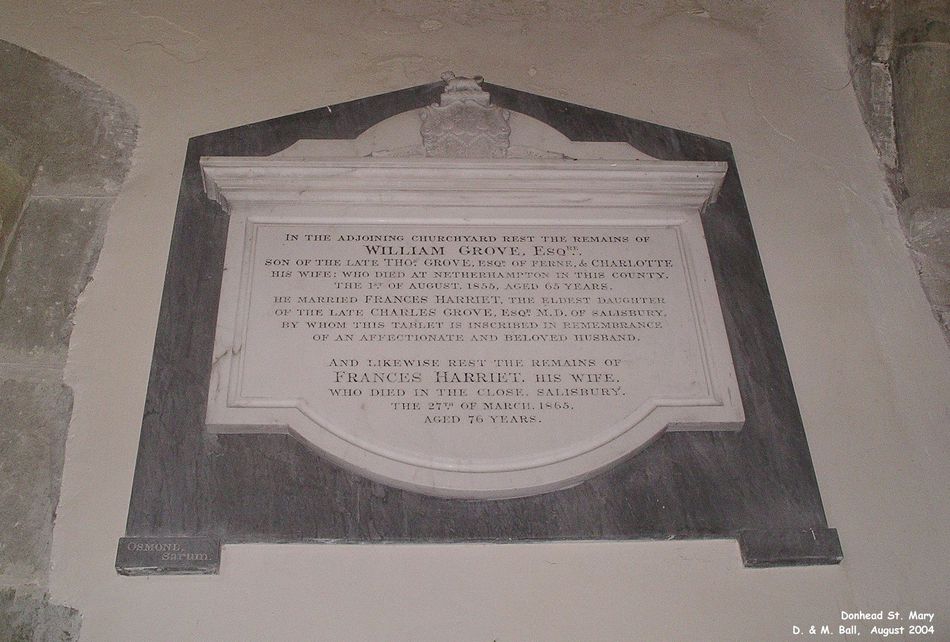 IN THE ADJOINING CHURCHYARD REST THE REMAINS OF
WILLIAM GROVE, ESQRE.
SON OF THE LATE THOS GROVE, ESQR OF FERNE, & CHARLOTTE
HIS WIFE; WHO DIED AT NETHERHAMPTON IN THIS COUNTY,
THE 1ST OF AUGUST, 1855, AGED 65 YEARS.
HE MARRIED FRANCES HARRIET, THE ELDEST DAUGHTER
OF THE LATE CHARLES GROVE, ESQR M.D. OF SALISBURY,
BY WHOM THIS TABLET IS INSCRIBED IN REMEMBRANCE
OF AN AFFECTIONATE AND BELOVED HUSBAND.
AND LIKEWISE REST THE REMAINS OF
FRANCES HARRIET, HIS WIFE,
WHO DIED IN THE CLOSE, SALISBURY,
THE 27TH OF MARCH, 1865,
AGED 76 YEARS.
OSMOND,
Sarum.
Donhead St. Mary
D. & M. Ball, August 2004